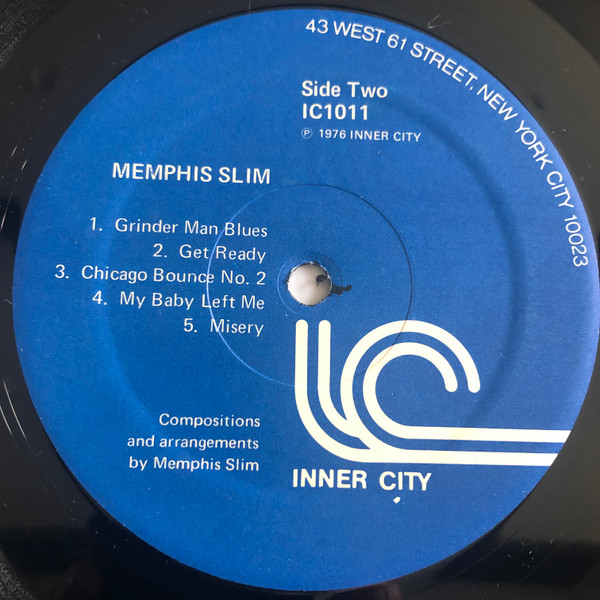 43 WEST 61 STREET, NEW YORK CITY 10023
Side Two
IC1011
Ⓟ 1976 INNER CITY
MEMPHIS SLIM
1. Grinder Man Blues
2. Get Ready
3. Chicago Bounce No. 2
4. My Baby Left Me
5. Misery
Compositions
and arrangements
by Memphis Slim
IC
INNER CITY